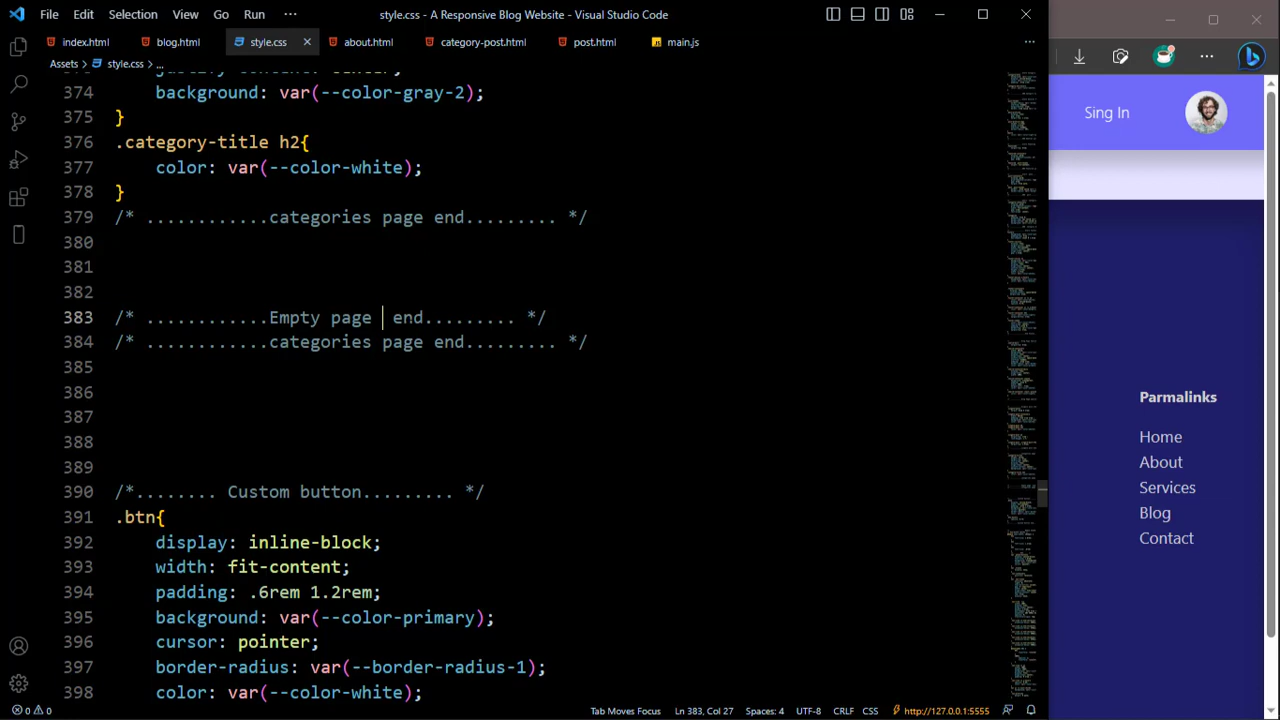 File Edit Selection View Go Run ··· style.css - A Responsive Blog Website - Visual Studio Code
index.html blog.html style.css about.html category-post.html post.html main.js
Assets > style.css > ...
374 background: var(--color-gray-2);
375 }
376 .category-title h2{
377 color: var(--color-white);
378 }
379 /* ............categeries page end......... */
380
381
382
383 /* ............Empty page  end......... */
384 /* ............categeries page end......... */
385
386
387
388
389
390 /*........ Custom button......... */
391 .btn{
392 display: inline-block;
393 width: fit-content;
394 padding: .6rem 1.2rem;
395 background: var(--color-primary);
396 cursor: pointer;
397 border-radius: var(--border-radius-1);
398 color: var(--color-white);
0 0 Tab Moves Focus Ln 383, Col 27 Spaces: 4 UTF-8 CRLF CSS http://127.0.0.1:5555
Sing In
Parmalinks
Home
About
Services
Blog
Contact